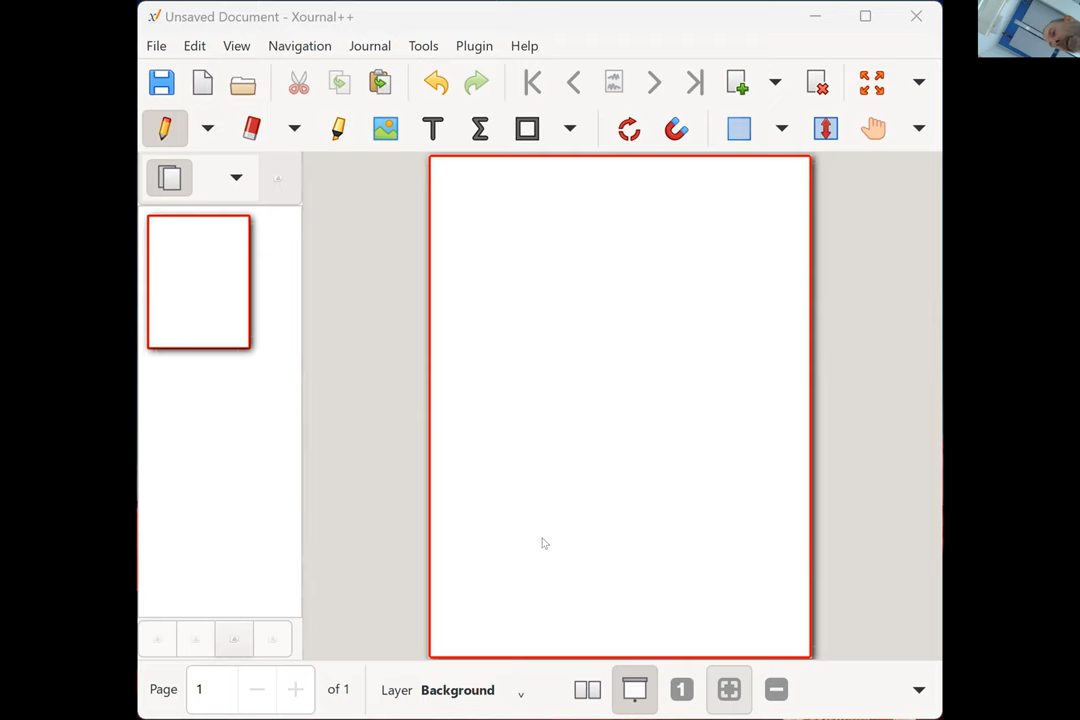 Unsaved Document - Xournal++
File Edit View Navigation Journal Tools Plugin Help
Page 1 of 1 Layer Background